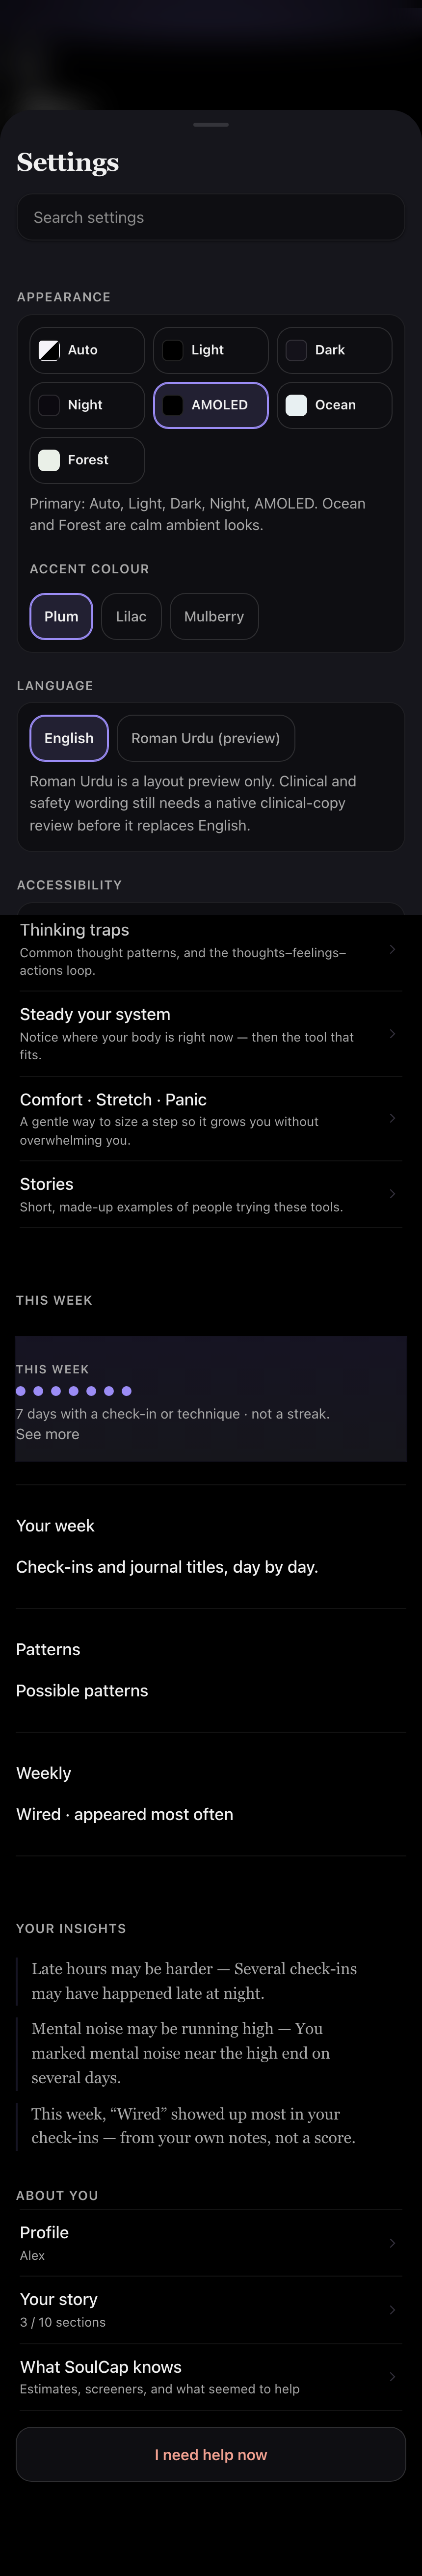 Settings
Search settings
APPEARANCE
Auto
Light
Dark
Night
AMOLED
Ocean
Forest
Primary: Auto, Light, Dark, Night, AMOLED. Ocean
and Forest are calm ambient looks.
ACCENT COLOUR
Plum
Lilac
Mulberry
LANGUAGE
English
Roman Urdu (preview)
Roman Urdu is a layout preview only. Clinical and
safety wording still needs a native clinical-copy
review before it replaces English.
ACCESSIBILITY
Thinking traps
Common thought patterns, and the thoughts–feelings–
actions loop.
Steady your system
Notice where your body is right now — then the tool that
fits.
Comfort · Stretch · Panic
A gentle way to size a step so it grows you without
overwhelming you.
Stories
Short, made-up examples of people trying these tools.
THIS WEEK
THIS WEEK
7 days with a check-in or technique · not a streak.
See more
Your week
Check-ins and journal titles, day by day.
Patterns
Possible patterns
Weekly
Wired · appeared most often
YOUR INSIGHTS
Late hours may be harder — Several check-ins
may have happened late at night.
Mental noise may be running high — You
marked mental noise near the high end on
several days.
This week, “Wired” showed up most in your
check-ins — from your own notes, not a score.
ABOUT YOU
Profile
Alex
Your story
3 / 10 sections
What SoulCap knows
Estimates, screeners, and what seemed to help
I need help now